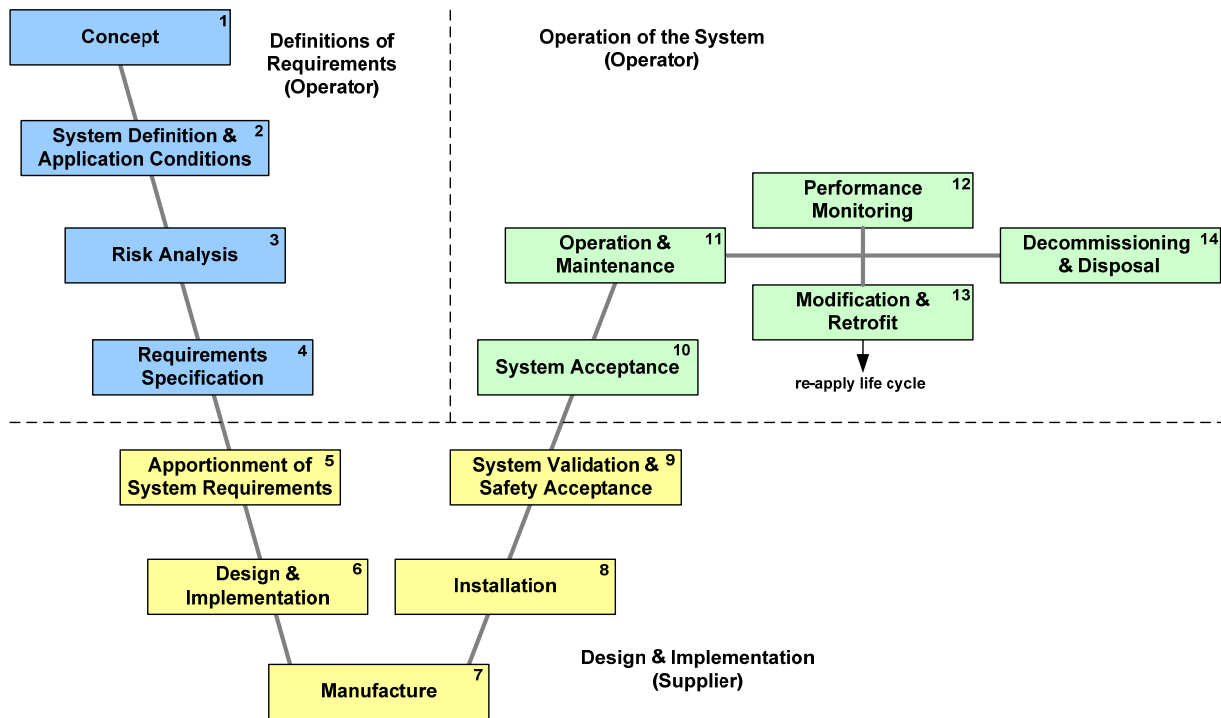 Concept
1
Definitions of
Requirements
(Operator)
Operation of the System
(Operator)
System Definition &
Application Conditions
2
Risk Analysis
3
Requirements
Specification
4
Apportionment of
System Requirements
5
Design &
Implementation
6
Manufacture
7
Installation
8
System Validation &
Safety Acceptance
9
System Acceptance
10
Operation &
Maintenance
11
Performance
Monitoring
12
Modification &
Retrofit
13
re-apply life cycle
Decommissioning
& Disposal
14
Design & Implementation
(Supplier)